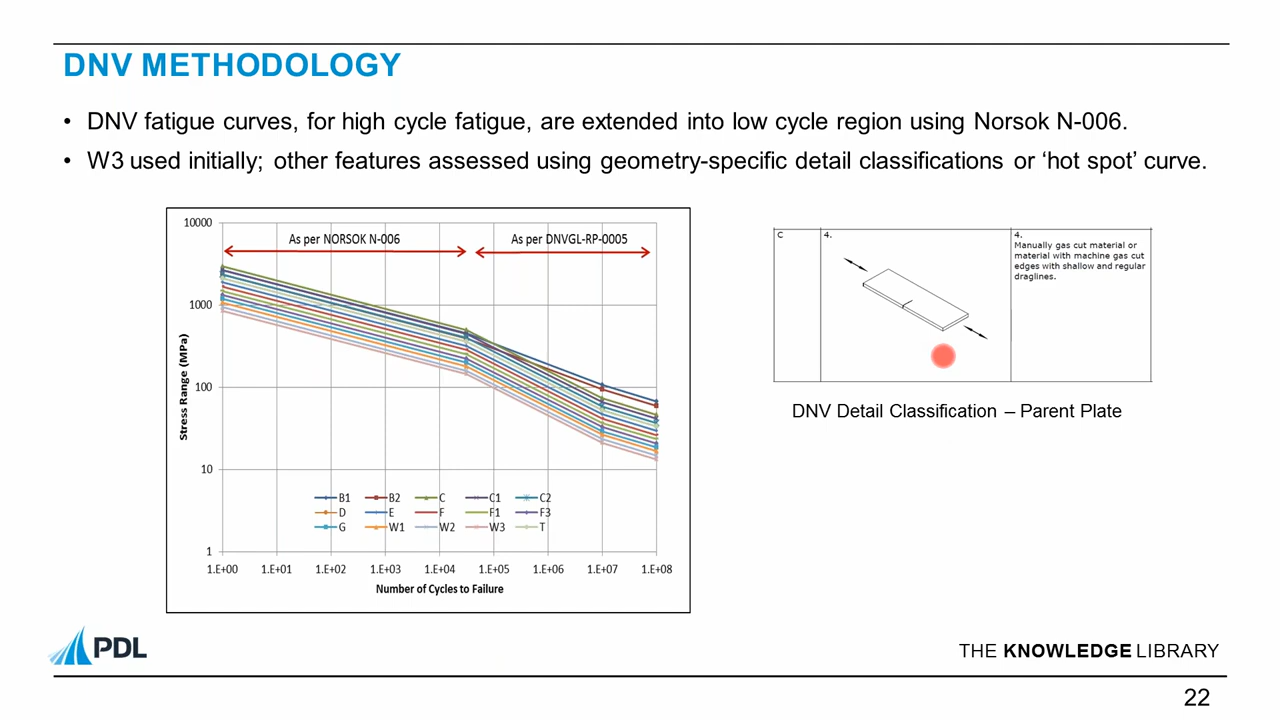 DNV METHODOLOGY
• DNV fatigue curves, for high cycle fatigue, are extended into low cycle region using Norsok N-006.
• W3 used initially; other features assessed using geometry-specific detail classifications or ‘hot spot’ curve.
As per NORSOK N-006
As per DNVGL-RP-0005
Stress Range (MPa)
10000
1000
100
10
1
B1 B2 C C1 C2
D E F F1 F3
G W1 W2 W3 T
1.E+00 1.E+01 1.E+02 1.E+03 1.E+04 1.E+05 1.E+06 1.E+07 1.E+08
Number of Cycles to Failure
C
4.
4.
Manually gas cut material or
material with machine gas cut
edges with shallow and regular
draglines.
DNV Detail Classification – Parent Plate
PDL
THE KNOWLEDGE LIBRARY
22